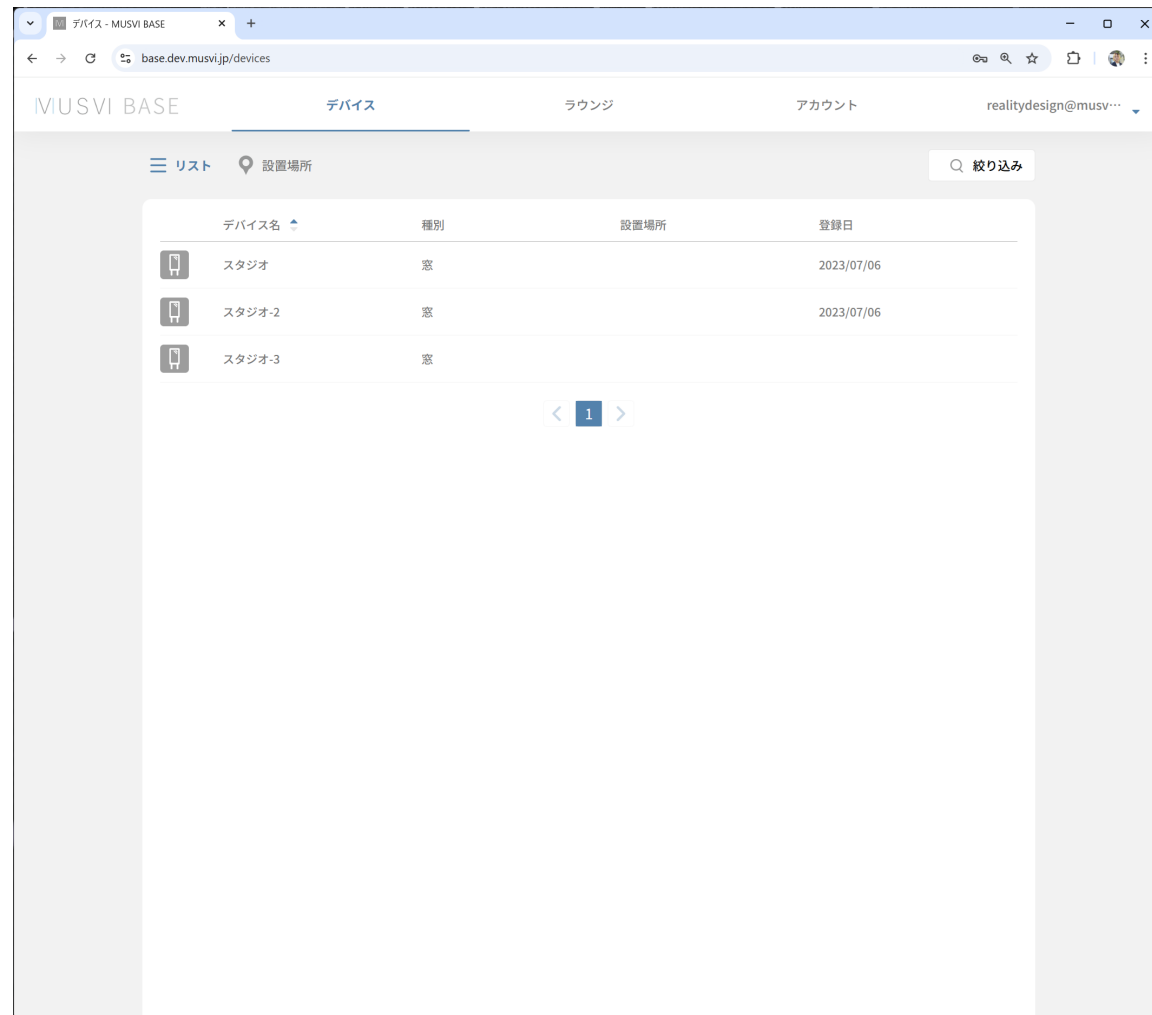 デバイス - MUSVI BASE
base.dev.musvi.jp/devices
MUSVI BASE デバイス ラウンジ アカウント realitydesign@musv…
リスト 設置場所 絞り込み
デバイス名 種別 設置場所 登録日
スタジオ 窓 2023/07/06
スタジオ-2 窓 2023/07/06
スタジオ-3 窓
1